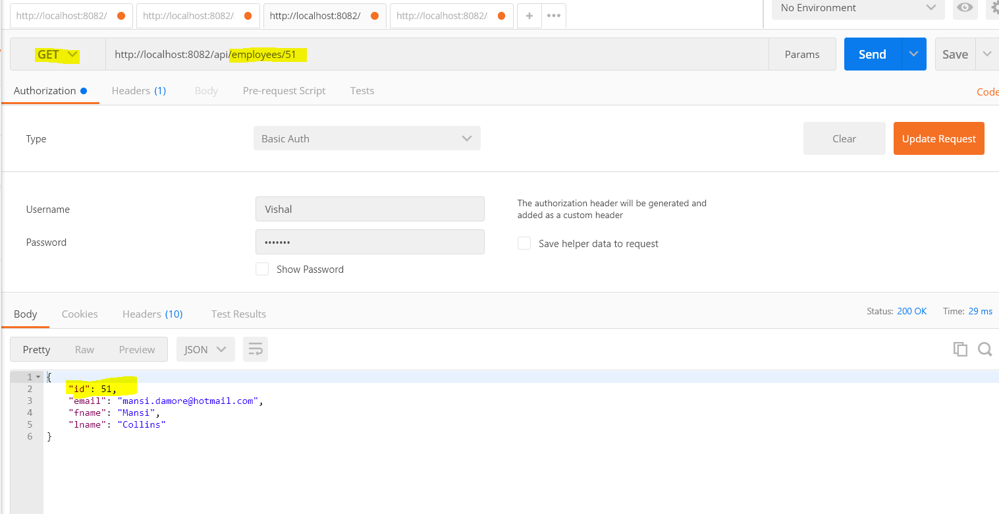 http://localhost:8082/ http://localhost:8082/ http://localhost:8082/ http://localhost:8082/ + ••• No Environment
GET http://localhost:8082/api/employees/51 Params Send Save
Authorization Headers (1) Body Pre-request Script Tests Code
Type Basic Auth Clear Update Request
Username Vishal The authorization header will be generated and
added as a custom header
Password ••••••• Save helper data to request
Show Password
Body Cookies Headers (10) Test Results Status: 200 OK Time: 29 ms
Pretty Raw Preview JSON
1 {
2 "id": 51,
3 "email": "mansi.damore@hotmail.com",
4 "fname": "Mansi",
5 "lname": "Collins"
6 }